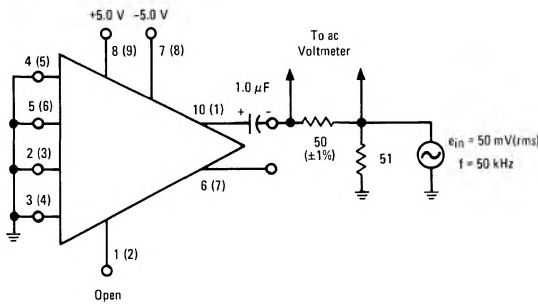 +5.0 V –5.0 V
To ac
Voltmeter
8 (9)
7 (8)
4 (5)
1.0 μF
5 (6)
10 (1)
+ –
50
(±1%)
51
e_in = 50 mV(rms)
f = 50 kHz
2 (3)
6 (7)
3 (4)
1 (2)
Open